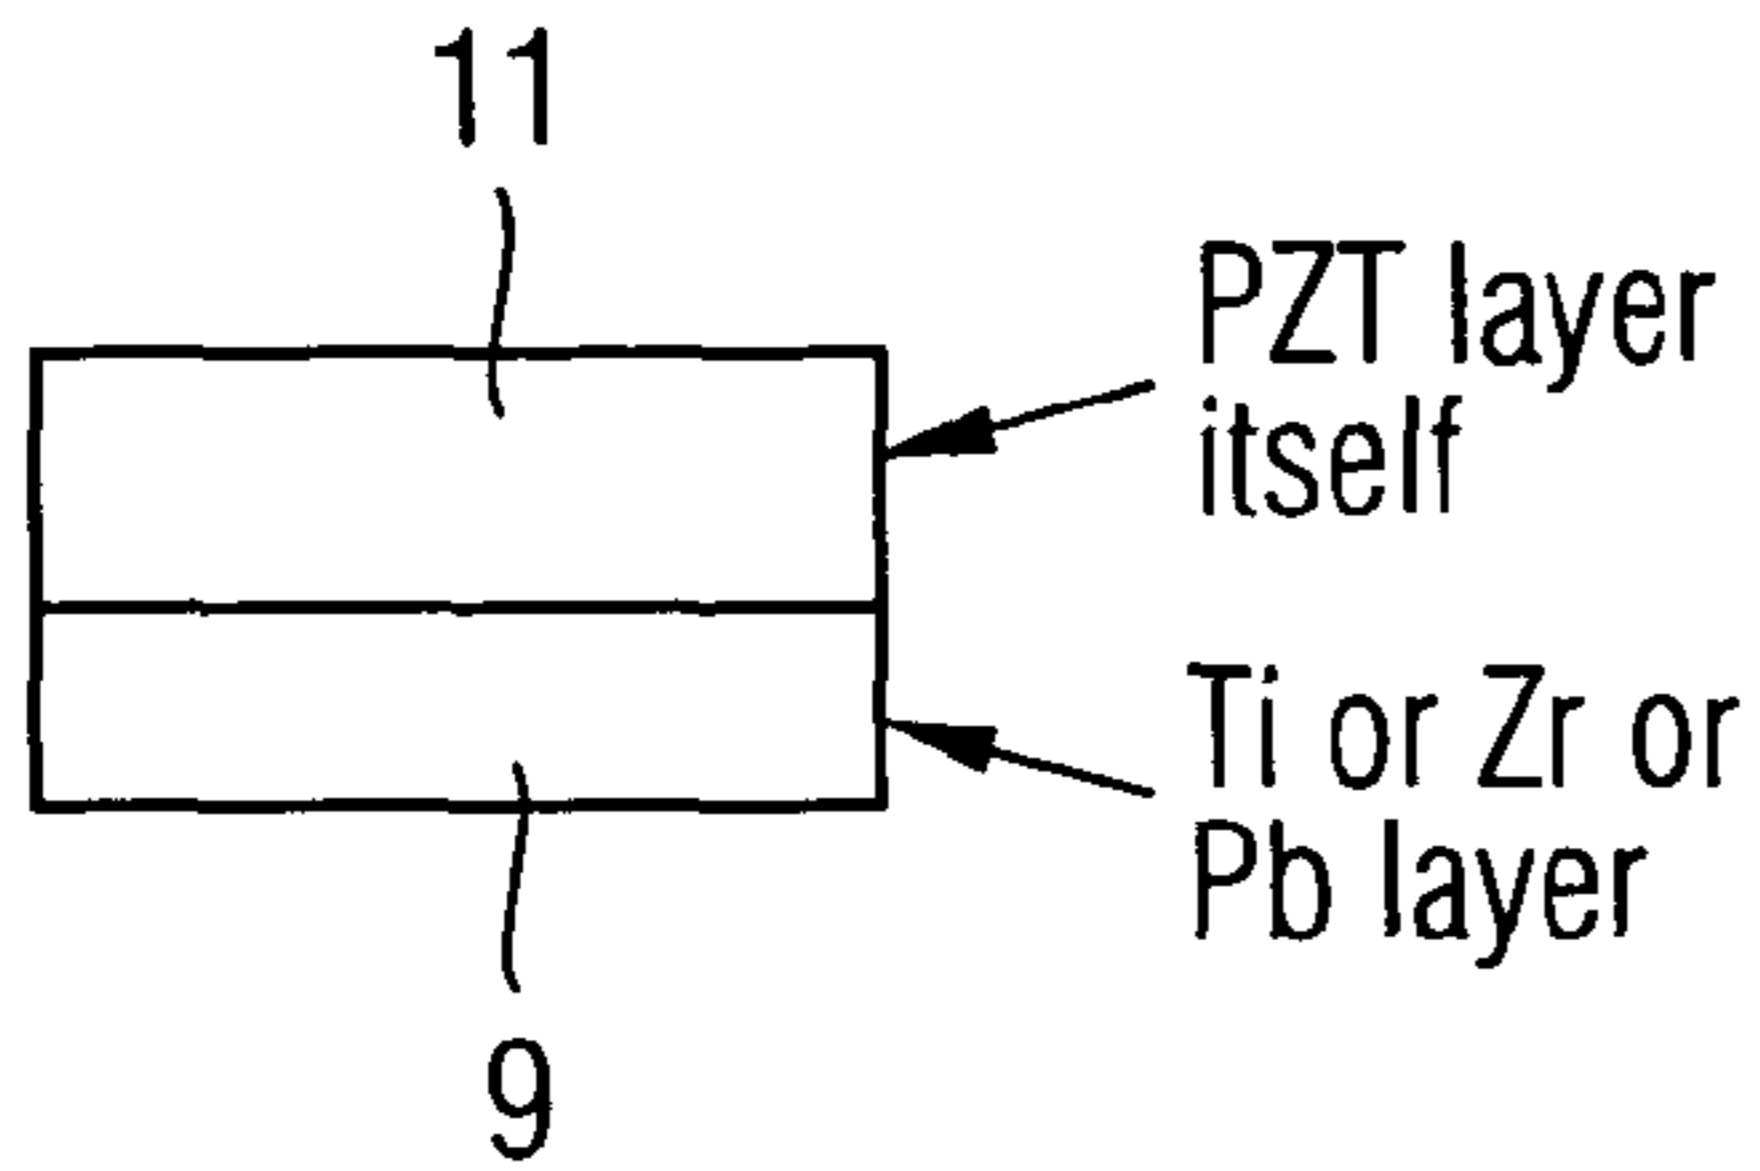 11
PZT layer
itself
Ti or Zr or
Pb layer
9